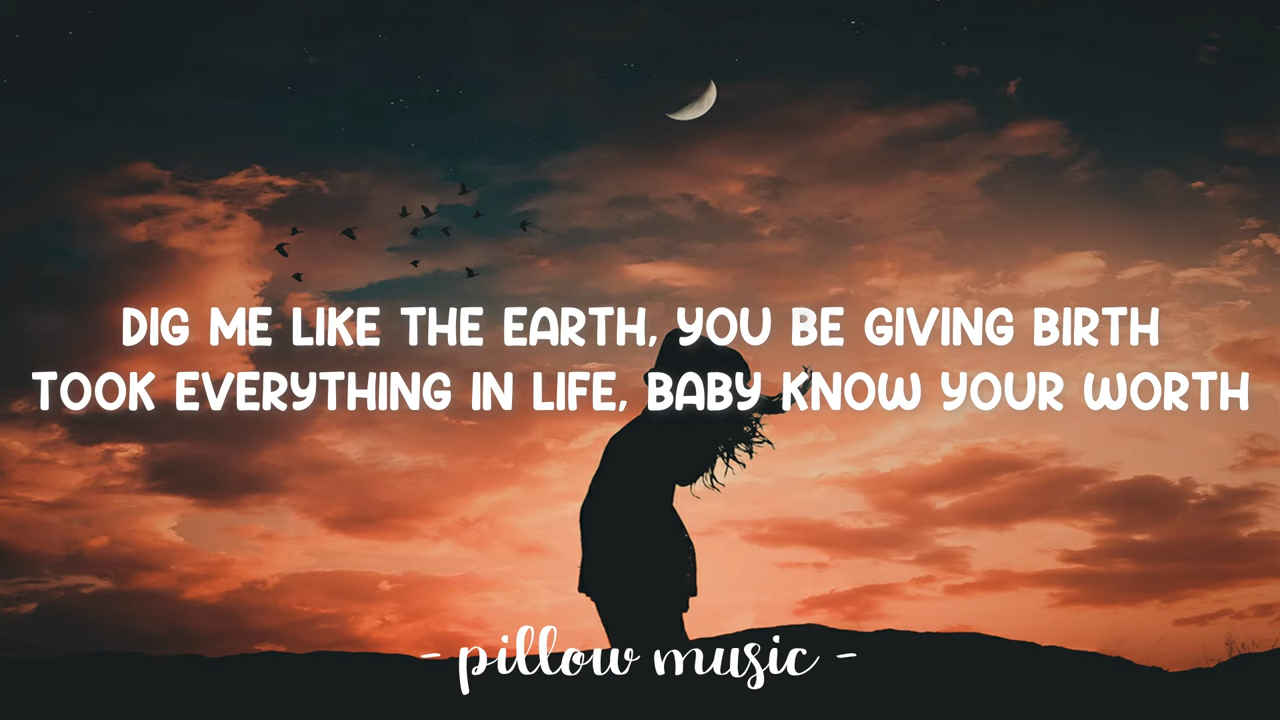 DIG ME LIKE THE EARTH, YOU BE GIVING BIRTH
TOOK EVERYTHING IN LIFE, BABY KNOW YOUR WORTH
- pillow music -